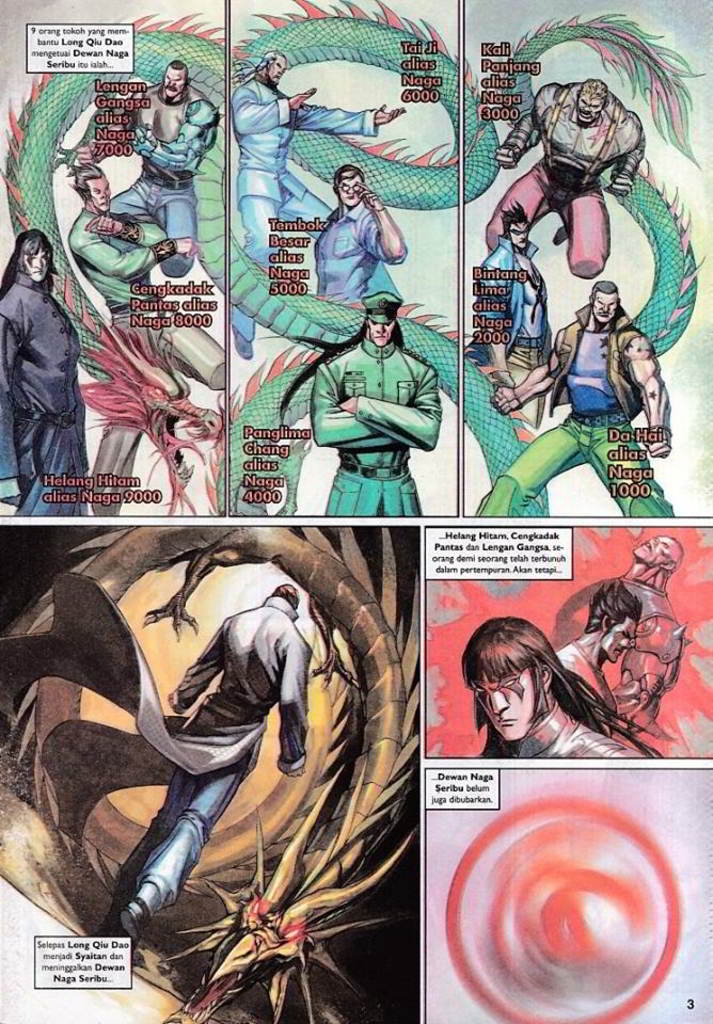 9 orang tokoh yang mem-
bantu Long Qiu Dao
mengetuai Dewan Naga
Seribu itu ialah...
Lengan
Gangsa
alias
Naga
7000
Cengkadak
Pantas alias
Naga 8000
Helang Hitam
alias Naga 9000
Tai Ji
alias
Naga
6000
Tembok
Besar alias
Naga
5000
Panglima
Chang
alias
Naga
4000
Kali
Panjang
alias
Naga
3000
Bintang
Lima
alias
Naga
2000
Da Hai
alias
Naga
1000
Selepas Long Qiu Dao
menjadi Syaitan dan
meninggalkan Dewan
Naga Seribu...
...Helang Hitam, Cengkadak
Pantas dan Lengan Gangsa, se-
orang demi seorang telah terbunuh
dalam pertempuran. Akan tetapi...
...Dewan Naga
Seribu belum
juga dibubarkan.
3